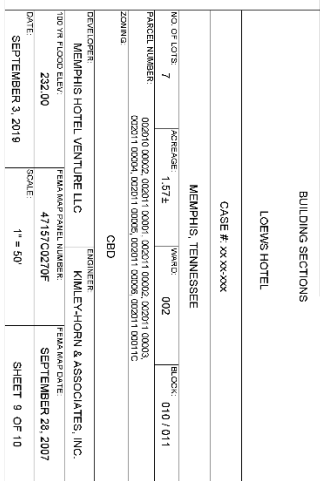 BUILDING SECTIONS
LOEWS HOTEL
CASE #: xx xx-xxx
MEMPHIS, TENNESSEE
NO. OF LOTS: 7 ACREAGE: 1.57± WARD: 002 BLOCK: 010 / 011
PARCEL NUMBER: 002010 00002, 002011 00001, 002011 00002, 002011 00003,
002011 00004, 002011 00005, 002011 00006, 002011 00011C
ZONING: CBD
DEVELOPER: MEMPHIS HOTEL VENTURE LLC ENGINEER: KIMLEY-HORN & ASSOCIATES, INC.
100 YR FLOOD ELEV: 232.00 FEMA MAP PANEL NUMBER: 47157C0270F FEMA MAP DATE: SEPTEMBER 28, 2007
DATE: SEPTEMBER 3, 2019 SCALE: 1" = 50' SHEET 9 OF 10